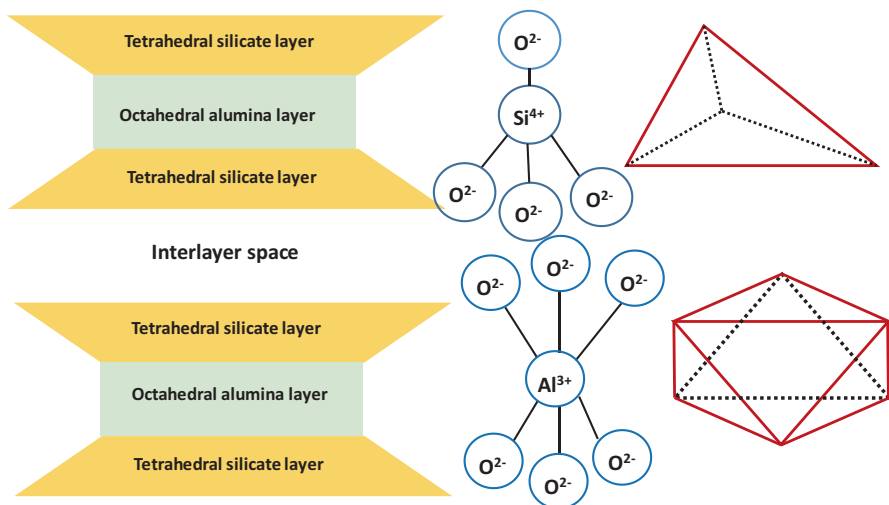 Tetrahedral silicate layer
Octahedral alumina layer
Tetrahedral silicate layer
Interlayer space
Tetrahedral silicate layer
Octahedral alumina layer
Tetrahedral silicate layer
O²⁻
Si⁴⁺
O²⁻ O²⁻ O²⁻
O²⁻ O²⁻ O²⁻
Al³⁺
O²⁻ O²⁻ O²⁻